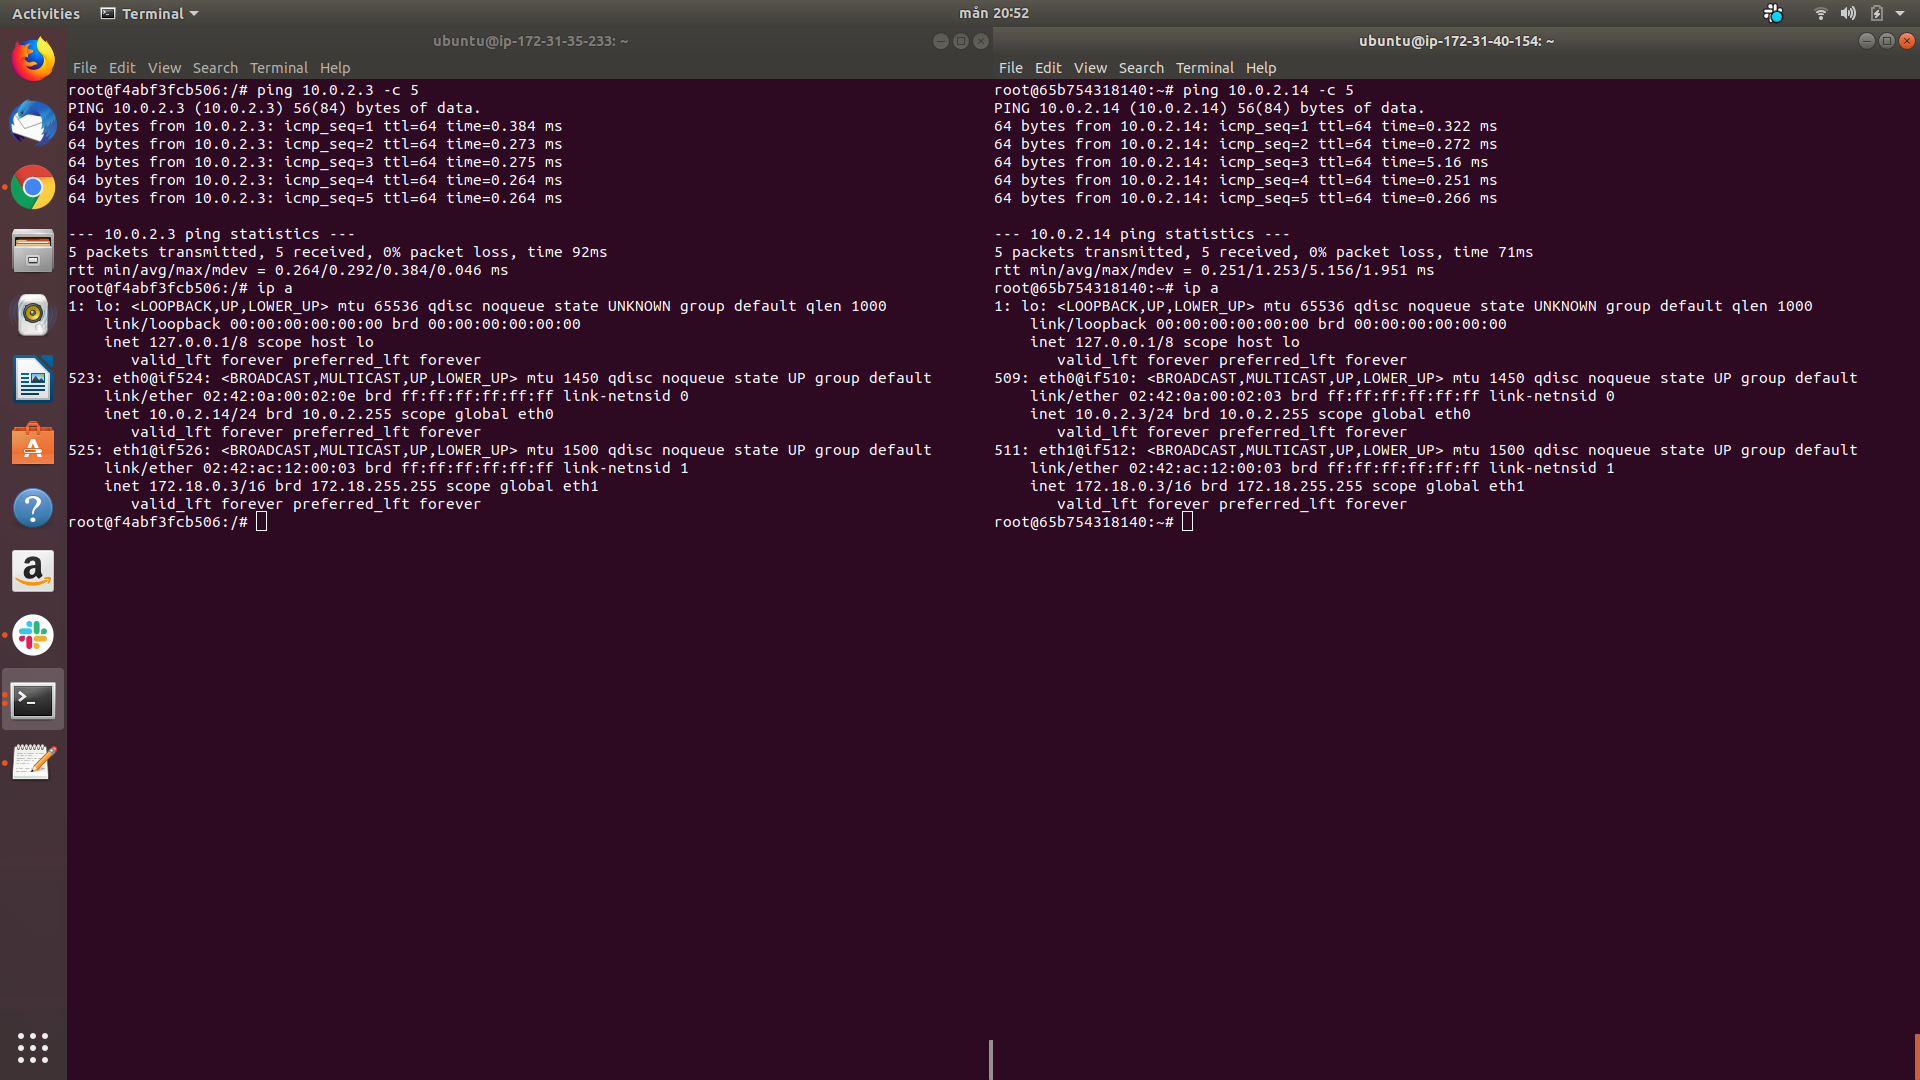 Activities Terminal mån 20:52
ubuntu@ip-172-31-35-233: ~
File Edit View Search Terminal Help
root@f4abf3fcb506:/# ping 10.0.2.3 -c 5
PING 10.0.2.3 (10.0.2.3) 56(84) bytes of data.
64 bytes from 10.0.2.3: icmp_seq=1 ttl=64 time=0.384 ms
64 bytes from 10.0.2.3: icmp_seq=2 ttl=64 time=0.273 ms
64 bytes from 10.0.2.3: icmp_seq=3 ttl=64 time=0.275 ms
64 bytes from 10.0.2.3: icmp_seq=4 ttl=64 time=0.264 ms
64 bytes from 10.0.2.3: icmp_seq=5 ttl=64 time=0.264 ms
--- 10.0.2.3 ping statistics ---
5 packets transmitted, 5 received, 0% packet loss, time 92ms
rtt min/avg/max/mdev = 0.264/0.292/0.384/0.046 ms
root@f4abf3fcb506:/# ip a
1: lo: <LOOPBACK,UP,LOWER_UP> mtu 65536 qdisc noqueue state UNKNOWN group default qlen 1000
link/loopback 00:00:00:00:00:00 brd 00:00:00:00:00:00
inet 127.0.0.1/8 scope host lo
valid_lft forever preferred_lft forever
523: eth0@if524: <BROADCAST,MULTICAST,UP,LOWER_UP> mtu 1450 qdisc noqueue state UP group default
link/ether 02:42:0a:00:02:0e brd ff:ff:ff:ff:ff:ff link-netnsid 0
inet 10.0.2.14/24 brd 10.0.2.255 scope global eth0
valid_lft forever preferred_lft forever
525: eth1@if526: <BROADCAST,MULTICAST,UP,LOWER_UP> mtu 1500 qdisc noqueue state UP group default
link/ether 02:42:ac:12:00:03 brd ff:ff:ff:ff:ff:ff link-netnsid 1
inet 172.18.0.3/16 brd 172.18.255.255 scope global eth1
valid_lft forever preferred_lft forever
root@f4abf3fcb506:/#
ubuntu@ip-172-31-40-154: ~
File Edit View Search Terminal Help
root@65b754318140:~# ping 10.0.2.14 -c 5
PING 10.0.2.14 (10.0.2.14) 56(84) bytes of data.
64 bytes from 10.0.2.14: icmp_seq=1 ttl=64 time=0.322 ms
64 bytes from 10.0.2.14: icmp_seq=2 ttl=64 time=0.272 ms
64 bytes from 10.0.2.14: icmp_seq=3 ttl=64 time=5.16 ms
64 bytes from 10.0.2.14: icmp_seq=4 ttl=64 time=0.251 ms
64 bytes from 10.0.2.14: icmp_seq=5 ttl=64 time=0.266 ms
--- 10.0.2.14 ping statistics ---
5 packets transmitted, 5 received, 0% packet loss, time 71ms
rtt min/avg/max/mdev = 0.251/1.253/5.156/1.951 ms
root@65b754318140:~# ip a
1: lo: <LOOPBACK,UP,LOWER_UP> mtu 65536 qdisc noqueue state UNKNOWN group default qlen 1000
link/loopback 00:00:00:00:00:00 brd 00:00:00:00:00:00
inet 127.0.0.1/8 scope host lo
valid_lft forever preferred_lft forever
509: eth0@if510: <BROADCAST,MULTICAST,UP,LOWER_UP> mtu 1450 qdisc noqueue state UP group default
link/ether 02:42:0a:00:02:03 brd ff:ff:ff:ff:ff:ff link-netnsid 0
inet 10.0.2.3/24 brd 10.0.2.255 scope global eth0
valid_lft forever preferred_lft forever
511: eth1@if512: <BROADCAST,MULTICAST,UP,LOWER_UP> mtu 1500 qdisc noqueue state UP group default
link/ether 02:42:ac:12:00:03 brd ff:ff:ff:ff:ff:ff link-netnsid 1
inet 172.18.0.3/16 brd 172.18.255.255 scope global eth1
valid_lft forever preferred_lft forever
root@65b754318140:~#